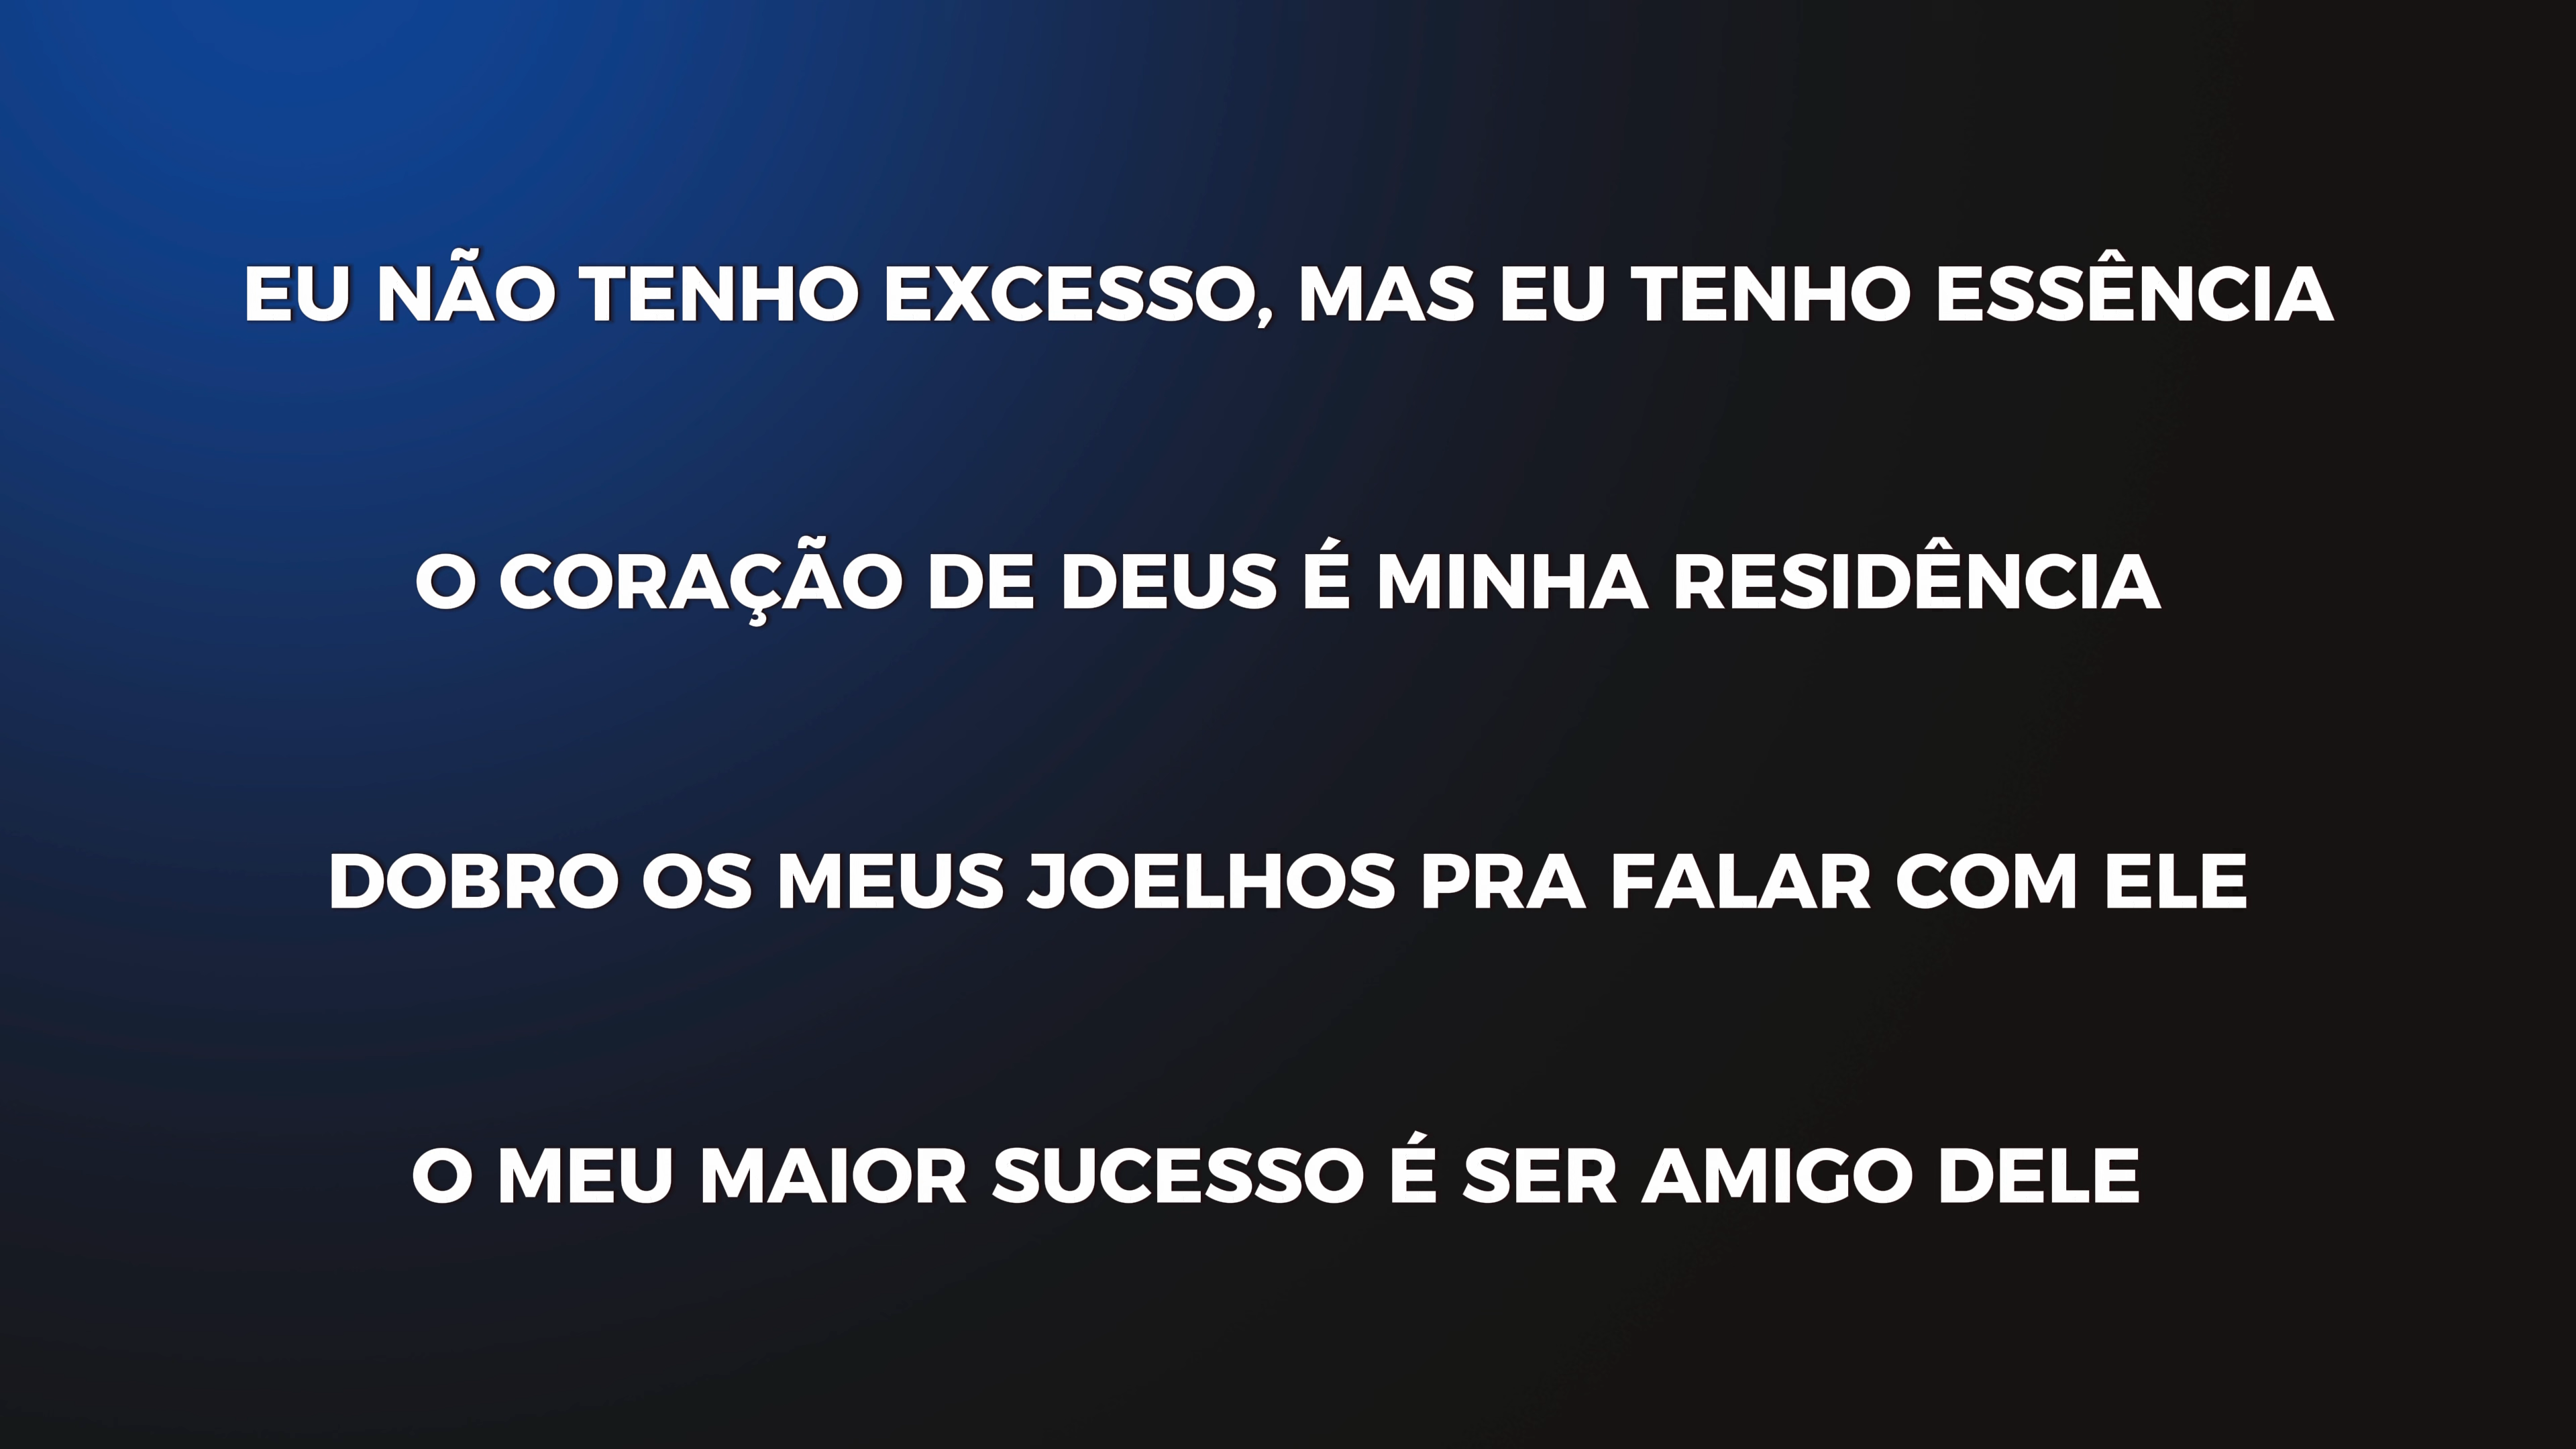 EU NÃO TENHO EXCESSO, MAS EU TENHO ESSÊNCIA
O CORAÇÃO DE DEUS É MINHA RESIDÊNCIA
DOBRO OS MEUS JOELHOS PRA FALAR COM ELE
O MEU MAIOR SUCESSO É SER AMIGO DELE